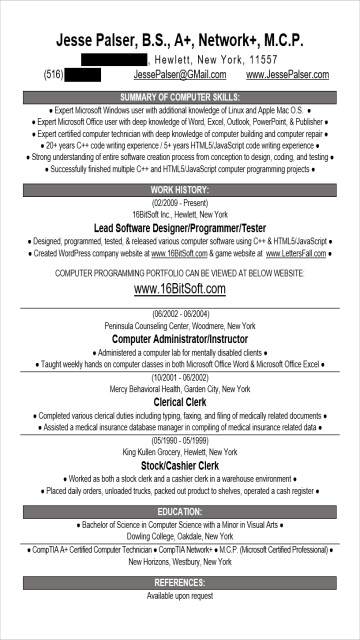 Jesse Palser, B.S., A+, Network+, M.C.P.
, Hewlett, New York, 11557
(516) JessePalser@GMail.com www.JessePalser.com
SUMMARY OF COMPUTER SKILLS:
● Expert Microsoft Windows user with additional knowledge of Linux and Apple Mac O.S. ●
● Expert Microsoft Office user with deep knowledge of Word, Excel, Outlook, PowerPoint, & Publisher ●
● Expert certified computer technician with deep knowledge of computer building and computer repair ●
● 20+ years C++ code writing experience / 5+ years HTML5/JavaScript code writing experience ●
● Strong understanding of entire software creation process from conception to design, coding, and testing ●
● Successfully finished multiple C++ and HTML5/JavaScript computer programming projects ●
WORK HISTORY:
(02/2009 - Present)
16BitSoft Inc., Hewlett, New York
Lead Software Designer/Programmer/Tester
● Designed, programmed, tested, & released various computer software using C++ & HTML5/JavaScript ●
● Created WordPress company website at www.16BitSoft.com & game website at www.LettersFall.com ●
COMPUTER PROGRAMMING PORTFOLIO CAN BE VIEWED AT BELOW WEBSITE:
www.16BitSoft.com
(06/2002 - 06/2004)
Peninsula Counseling Center, Woodmere, New York
Computer Administrator/Instructor
● Administered a computer lab for mentally disabled clients ●
● Taught weekly hands on computer classes in both Microsoft Office Word & Microsoft Office Excel ●
(10/2001 - 06/2002)
Mercy Behavioral Health, Garden City, New York
Clerical Clerk
● Completed various clerical duties including typing, faxing, and filing of medically related documents ●
● Assisted a medical insurance database manager in compiling of medical insurance related data ●
(05/1990 - 05/1999)
King Kullen Grocery, Hewlett, New York
Stock/Cashier Clerk
● Worked as both a stock clerk and a cashier clerk in a warehouse environment ●
● Placed daily orders, unloaded trucks, packed out product to shelves, operated a cash register ●
EDUCATION:
● Bachelor of Science in Computer Science with a Minor in Visual Arts ●
Dowling College, Oakdale, New York
● CompTIA A+ Certified Computer Technician ● CompTIA Network+ ● M.C.P. (Microsoft Certified Professional) ●
New Horizons, Westbury, New York
REFERENCES:
Available upon request